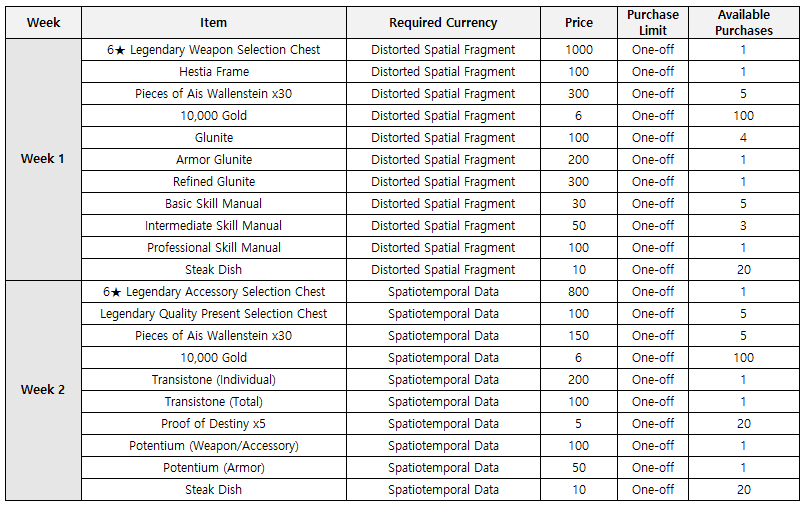 Week Item Required Currency Price Purchase Limit Available Purchases
Week 1
6★ Legendary Weapon Selection Chest Distorted Spatial Fragment 1000 One-off 1
Hestia Frame Distorted Spatial Fragment 100 One-off 1
Pieces of Ais Wallenstein x30 Distorted Spatial Fragment 300 One-off 5
10,000 Gold Distorted Spatial Fragment 6 One-off 100
Glunite Distorted Spatial Fragment 100 One-off 4
Armor Glunite Distorted Spatial Fragment 200 One-off 1
Refined Glunite Distorted Spatial Fragment 300 One-off 1
Basic Skill Manual Distorted Spatial Fragment 30 One-off 5
Intermediate Skill Manual Distorted Spatial Fragment 50 One-off 3
Professional Skill Manual Distorted Spatial Fragment 100 One-off 1
Steak Dish Distorted Spatial Fragment 10 One-off 20
Week 2
6★ Legendary Accessory Selection Chest Spatiotemporal Data 800 One-off 1
Legendary Quality Present Selection Chest Spatiotemporal Data 100 One-off 5
Pieces of Ais Wallenstein x30 Spatiotemporal Data 150 One-off 5
10,000 Gold Spatiotemporal Data 6 One-off 100
Transistone (Individual) Spatiotemporal Data 200 One-off 1
Transistone (Total) Spatiotemporal Data 100 One-off 1
Proof of Destiny x5 Spatiotemporal Data 5 One-off 20
Potentium (Weapon/Accessory) Spatiotemporal Data 100 One-off 1
Potentium (Armor) Spatiotemporal Data 50 One-off 1
Steak Dish Spatiotemporal Data 10 One-off 20